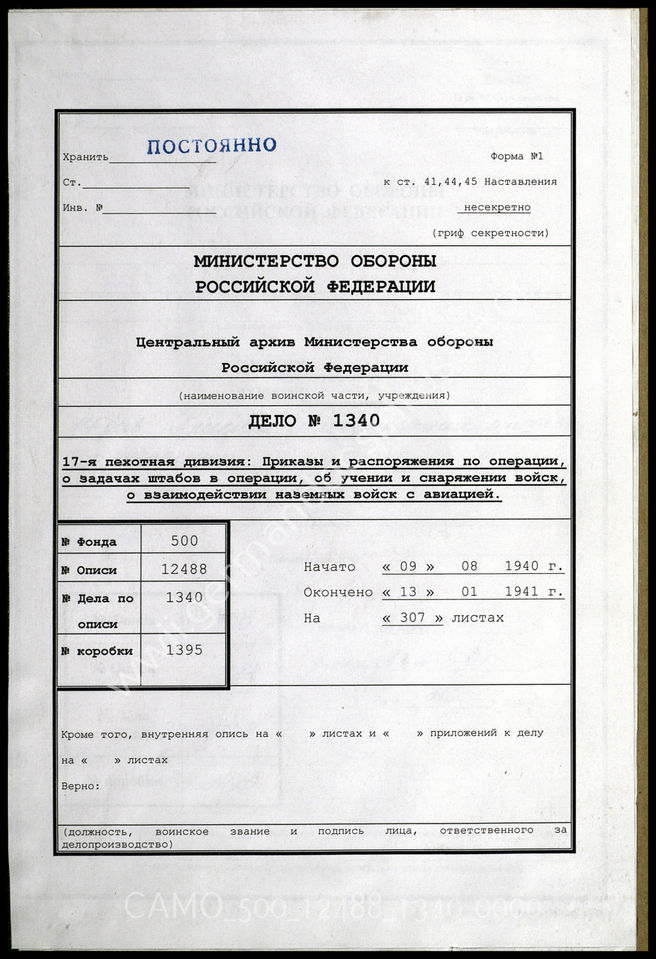 Хранить ПОСТОЯННО
Форма №1
Ст.
к ст. 41,44,45 Наставления
Инв. №
несекретно
(гриф секретности)
МИНИСТЕРСТВО ОБОРОНЫ
РОССИЙСКОЙ ФЕДЕРАЦИИ
Центральный архив Министерства обороны
Российской Федерации
(наименование воинской части, учреждения)
ДЕЛО № 1340
17-я пехотная дивизия: Приказы и распоряжения по операции,
о задачах штабов в операции, об учении и снаряжении войск,
о взаимодействии наземных войск с авиацией.
№ Фонда 500
№ Описи 12488
№ Дела по описи 1340
№ коробки 1395
Начато « 09 » 08 1940 г.
Окончено « 13 » 01 1941 г.
На « 307 » листах
Кроме того, внутренняя опись на « » листах и « » приложений к делу
на « » листах
Верно:
(должность, воинское звание и подпись лица, ответственного за
делопроизводство)